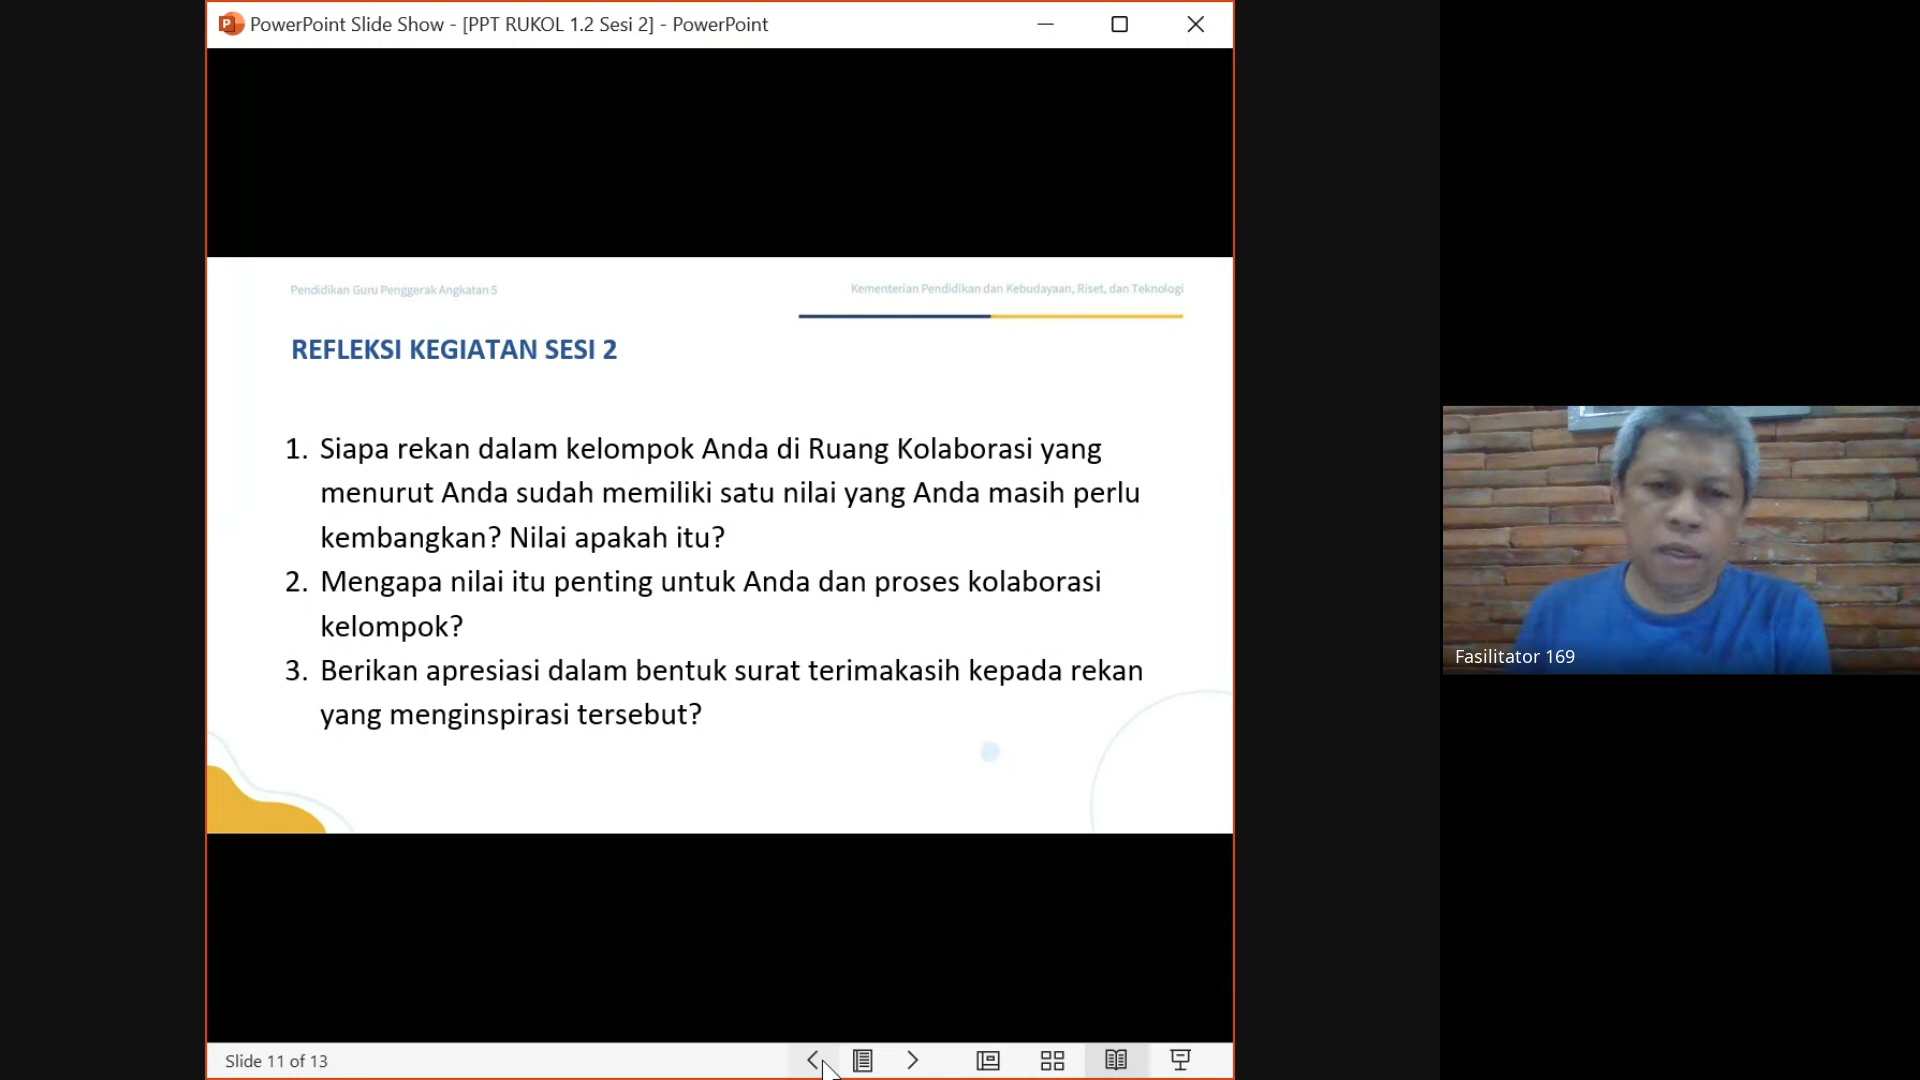 PowerPoint Slide Show - [PPT RUKOL 1.2 Sesi 2] - PowerPoint
Pendidikan Guru Penggerak Angkatan 5
Kementerian Pendidikan dan Kebudayaan, Riset, dan Teknologi
REFLEKSI KEGIATAN SESI 2
1. Siapa rekan dalam kelompok Anda di Ruang Kolaborasi yang
menurut Anda sudah memiliki satu nilai yang Anda masih perlu
kembangkan? Nilai apakah itu?
2. Mengapa nilai itu penting untuk Anda dan proses kolaborasi
kelompok?
3. Berikan apresiasi dalam bentuk surat terimakasih kepada rekan
yang menginspirasi tersebut?
Fasilitator 169
Slide 11 of 13